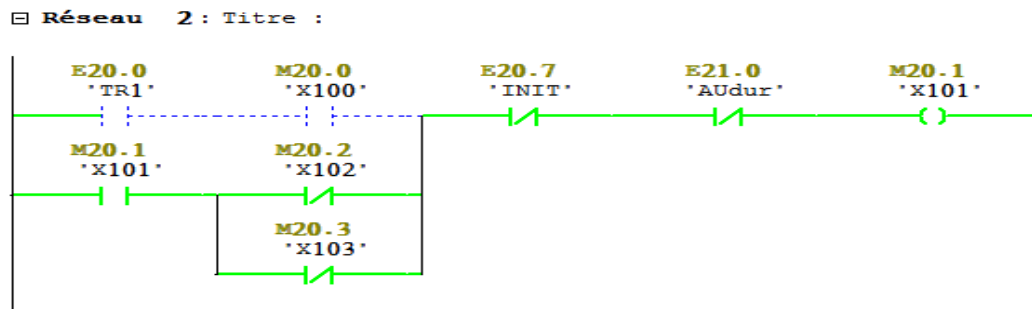 Réseau 2 : Titre :
E20.0 M20.0 E20.7 E21.0 M20.1
"TR1" "X100" "INIT" "AUdur" "X101"
M20.1 M20.2
"X101" "X102"
M20.3
"X103"